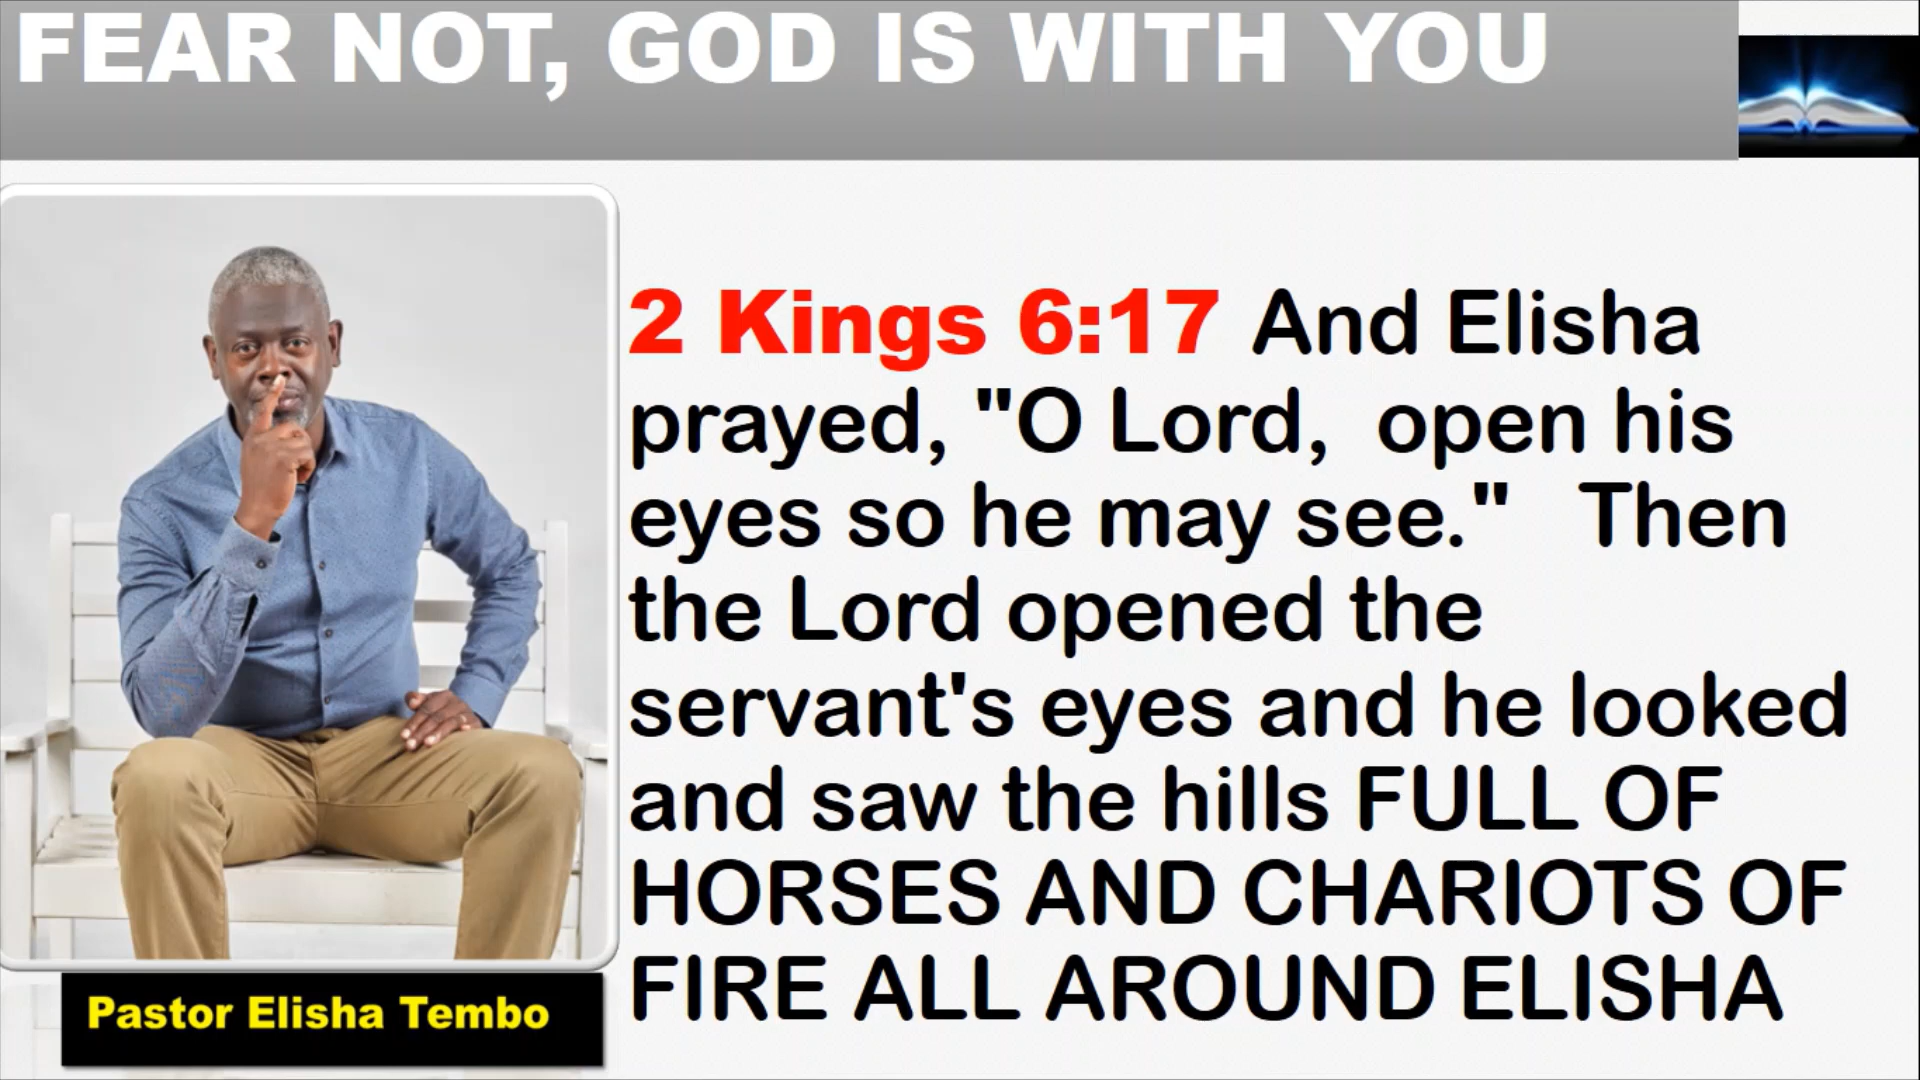 FEAR NOT, GOD IS WITH YOU
2 Kings 6:17 And Elisha
prayed, "O Lord,  open his
eyes so he may see."   Then
the Lord opened the
servant's eyes and he looked
and saw the hills FULL OF
HORSES AND CHARIOTS OF
FIRE ALL AROUND ELISHA
Pastor Elisha Tembo